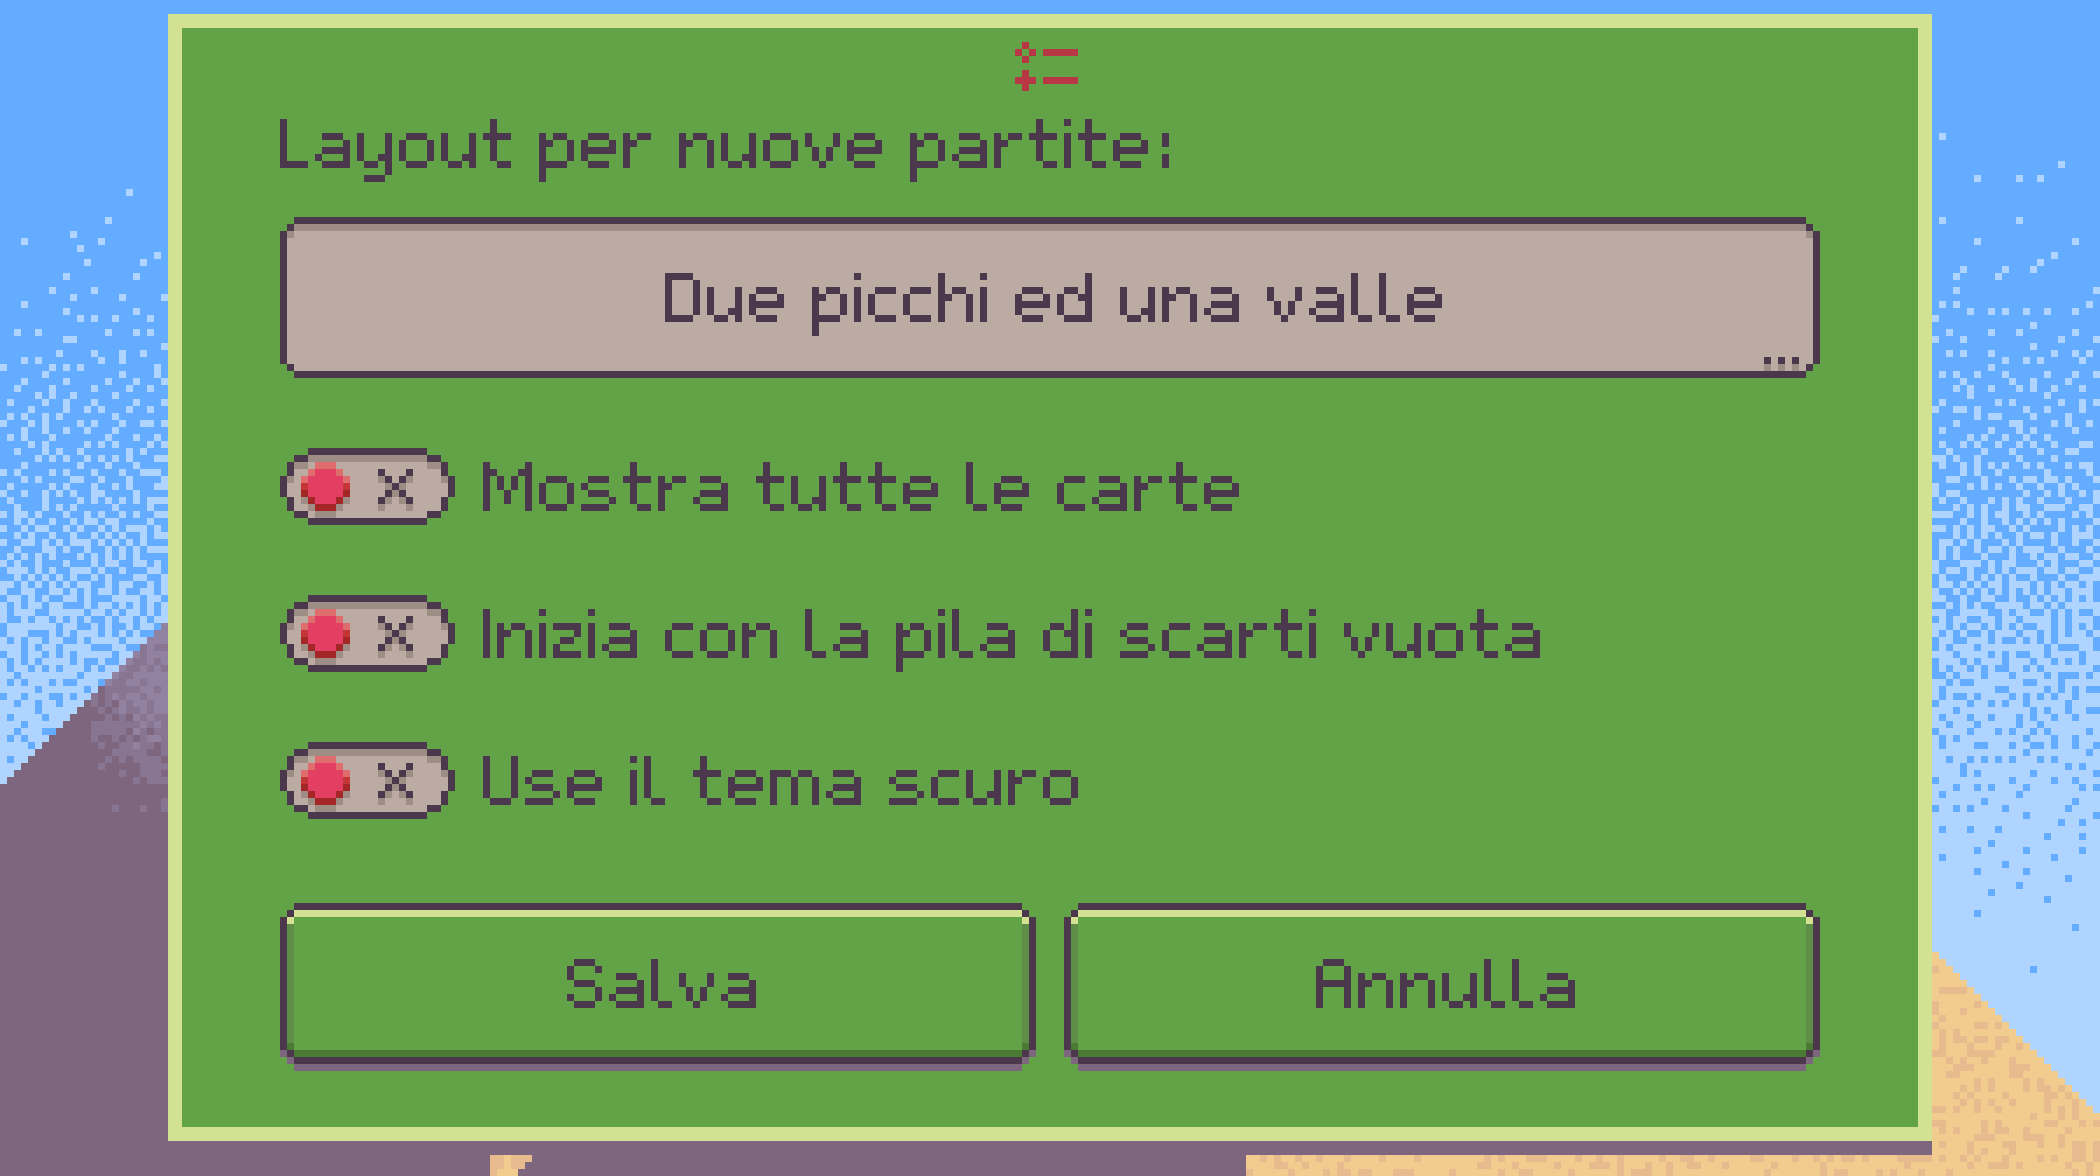 Layout per nuove partite:
Due picchi ed una valle
Mostra tutte le carte
Inizia con la pila di scarti vuota
Use il tema scuro
Salva
Annulla